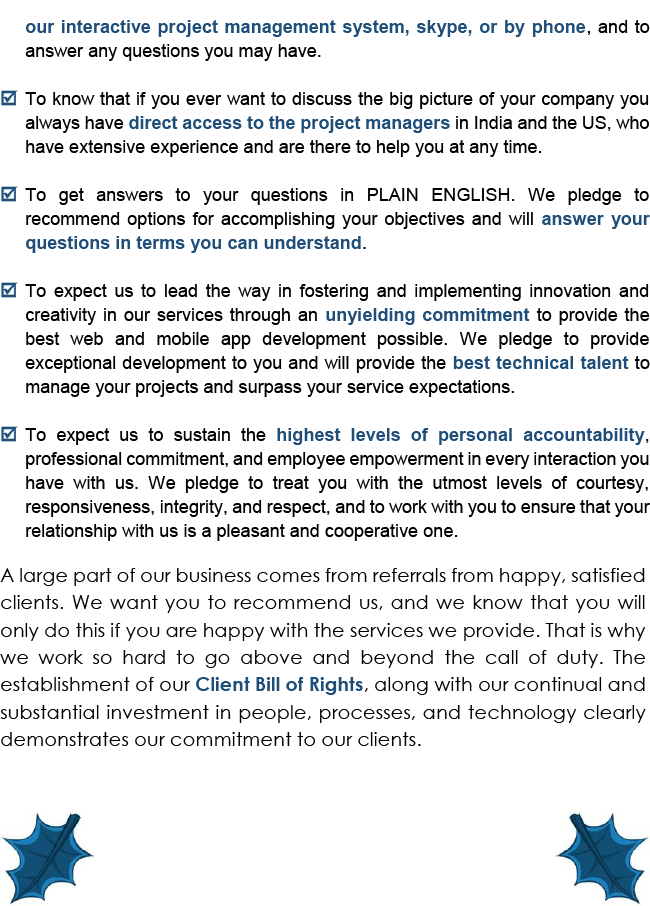 our interactive project management system, skype, or by phone, and to
answer any questions you may have.
To know that if you ever want to discuss the big picture of your company you
always have direct access to the project managers in India and the US, who
have extensive experience and are there to help you at any time.
To get answers to your questions in PLAIN ENGLISH. We pledge to
recommend options for accomplishing your objectives and will answer your
questions in terms you can understand.
To expect us to lead the way in fostering and implementing innovation and
creativity in our services through an unyielding commitment to provide the
best web and mobile app development possible. We pledge to provide
exceptional development to you and will provide the best technical talent to
manage your projects and surpass your service expectations.
To expect us to sustain the highest levels of personal accountability,
professional commitment, and employee empowerment in every interaction you
have with us. We pledge to treat you with the utmost levels of courtesy,
responsiveness, integrity, and respect, and to work with you to ensure that your
relationship with us is a pleasant and cooperative one.
A large part of our business comes from referrals from happy, satisfied
clients. We want you to recommend us, and we know that you will
only do this if you are happy with the services we provide. That is why
we work so hard to go above and beyond the call of duty. The
establishment of our Client Bill of Rights, along with our continual and
substantial investment in people, processes, and technology clearly
demonstrates our commitment to our clients.